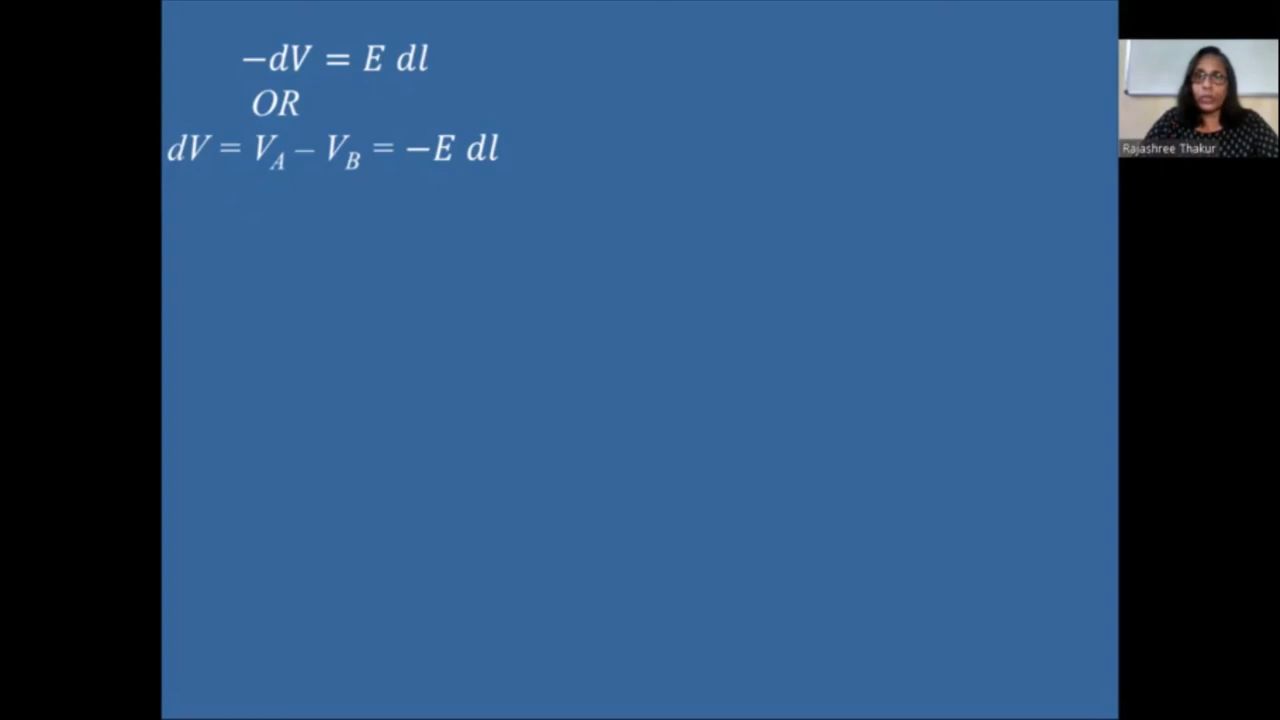 −dV = E dl
OR
dV = V_A – V_B = −E dl
Rajashree Thakur